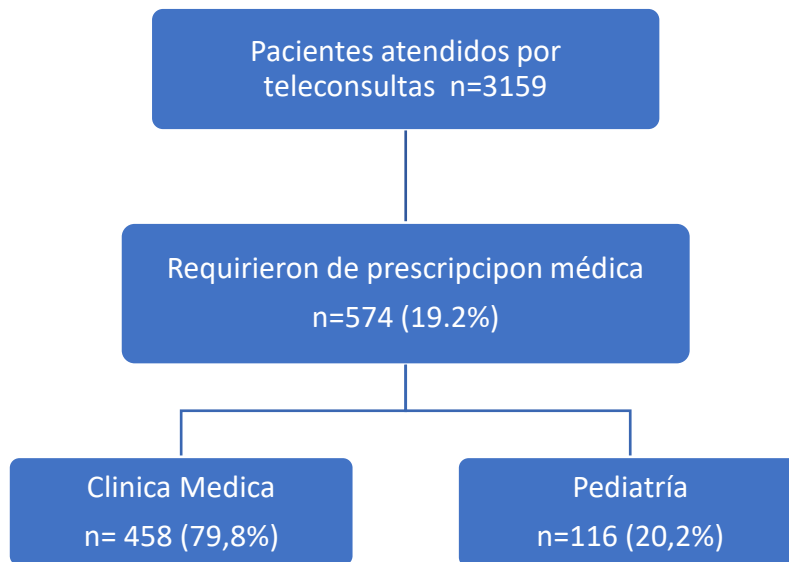 Pacientes atendidos por
teleconsultas  n=3159
Requirieron de prescripcipon médica
n=574 (19.2%)
Clinica Medica
n= 458 (79,8%)
Pediatría
n=116 (20,2%)